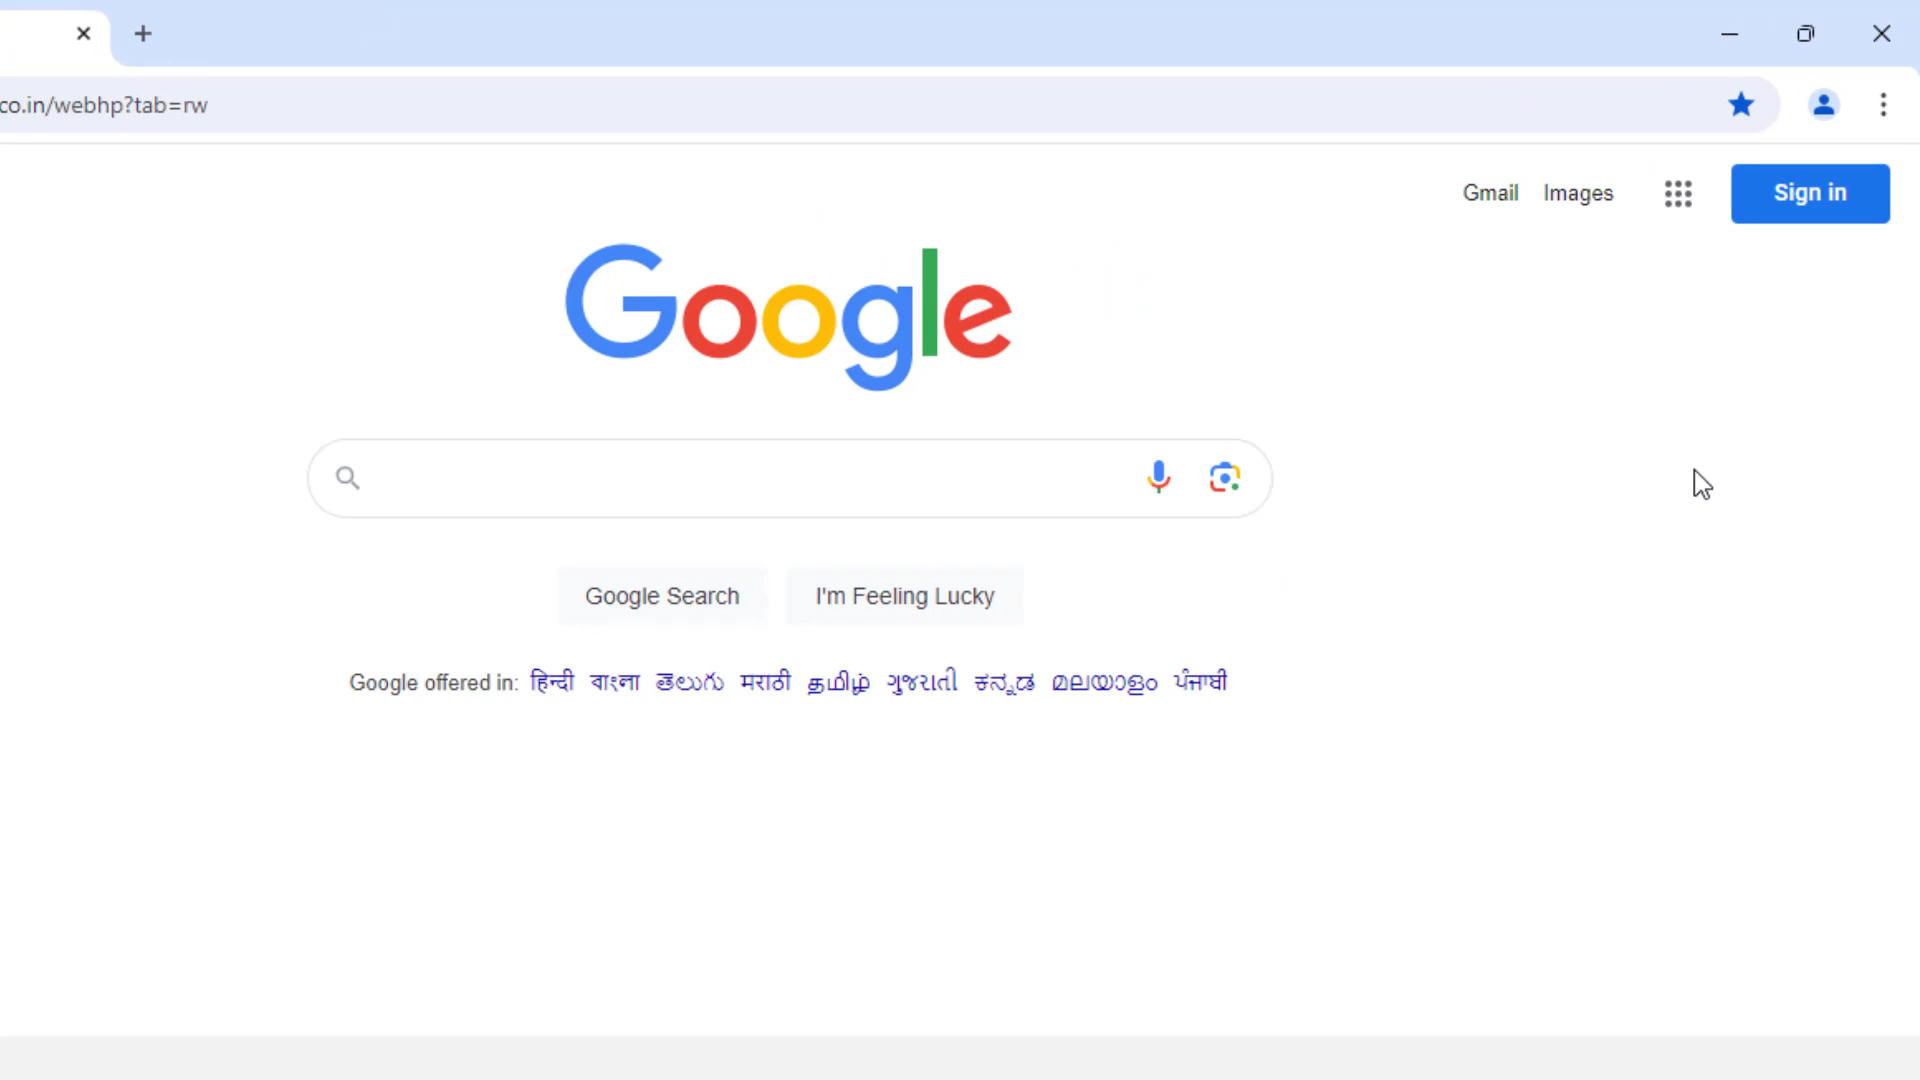 co.in/webhp?tab=rw
Gmail Images Sign in
Google
Google Search I'm Feeling Lucky
Google offered in: हिन्दी বাংলা తెలుగు मराठी தமிழ் ગુજરાતી ಕನ್ನಡ മലയാളം ਪੰਜਾਬੀ